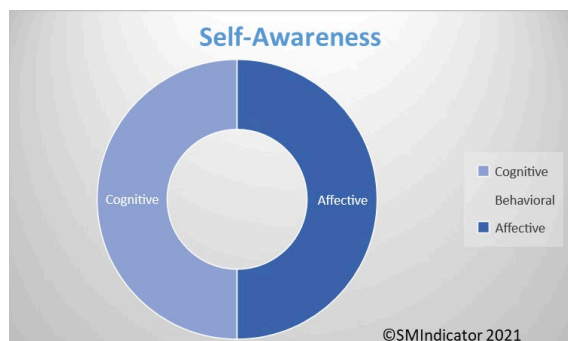 Self-Awareness
Cognitive
Affective
Cognitive
Behavioral
Affective
©SMIndicator 2021